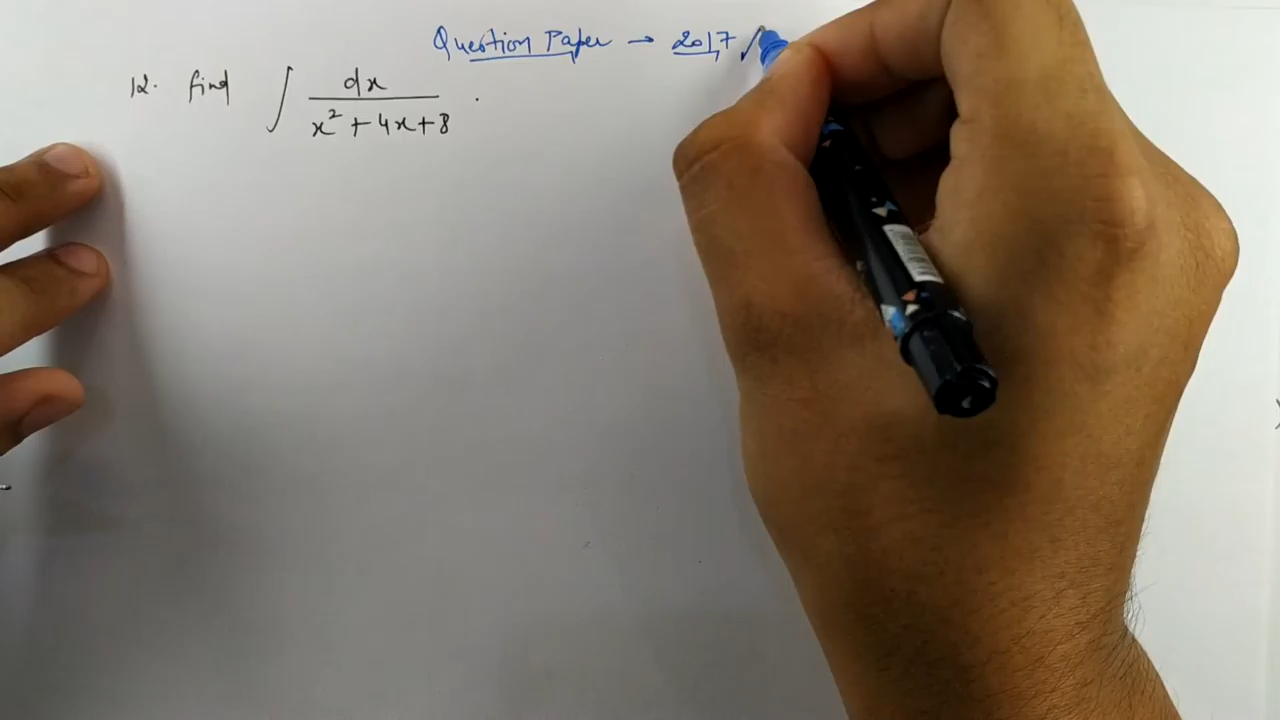 Question Paper → 2017
12. find ∫ dx / x² + 4x + 8 .